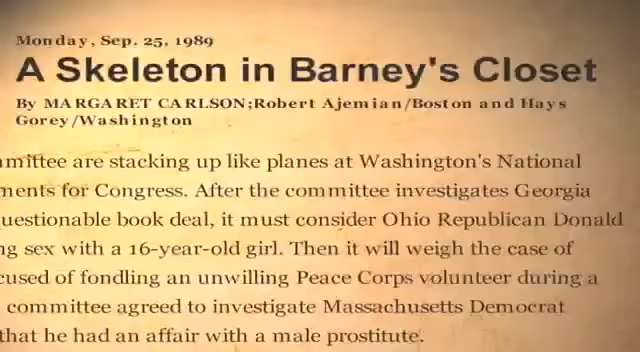 Monday, Sep. 25, 1989
A Skeleton in Barney's Closet
By MARGARET CARLSON;Robert Ajemian/Boston and Hays
Gorey/Washington
mmittee are stacking up like planes at Washington's National
ments for Congress. After the committee investigates Georgia
uestionable book deal, it must consider Ohio Republican Donald
ng sex with a 16-year-old girl. Then it will weigh the case of
cused of fondling an unwilling Peace Corps volunteer during a
committee agreed to investigate Massachusetts Democrat
that he had an affair with a male prostitute.